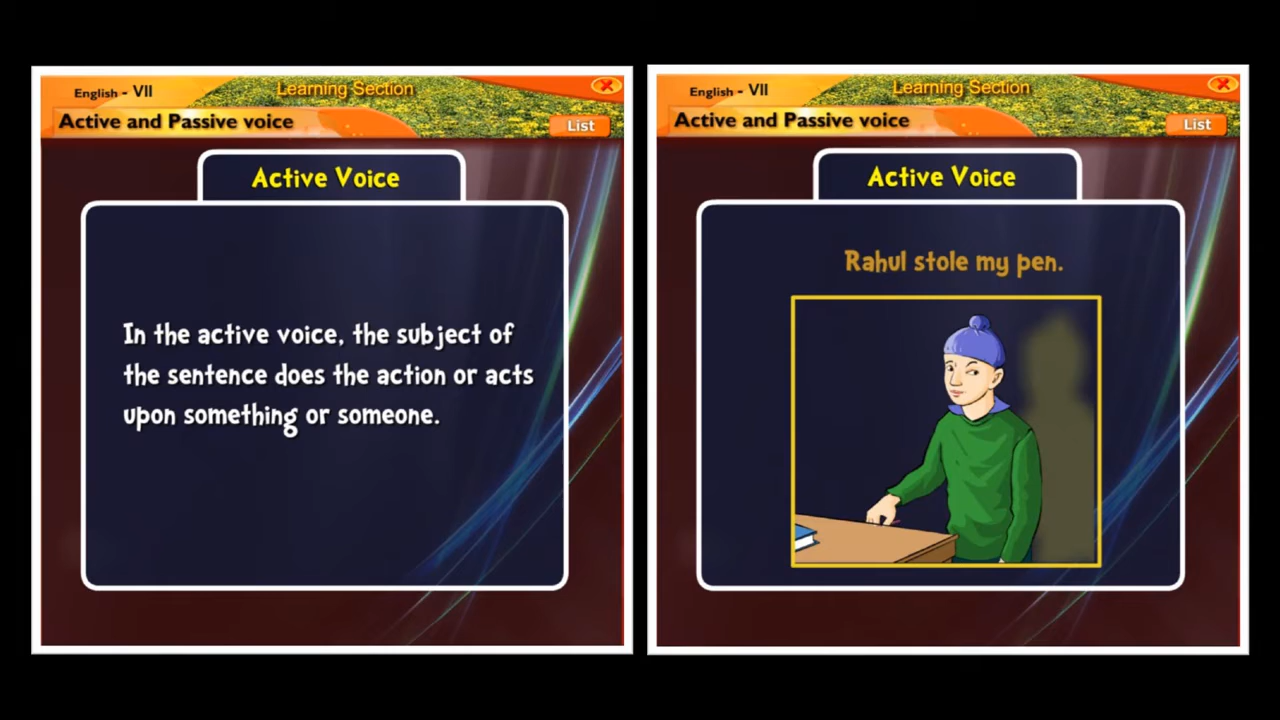 English - VII
Learning Section
Active and Passive voice
List
Active Voice
In the active voice, the subject of
the sentence does the action or acts
upon something or someone.
English - VII
Learning Section
Active and Passive voice
List
Active Voice
Rahul stole my pen.